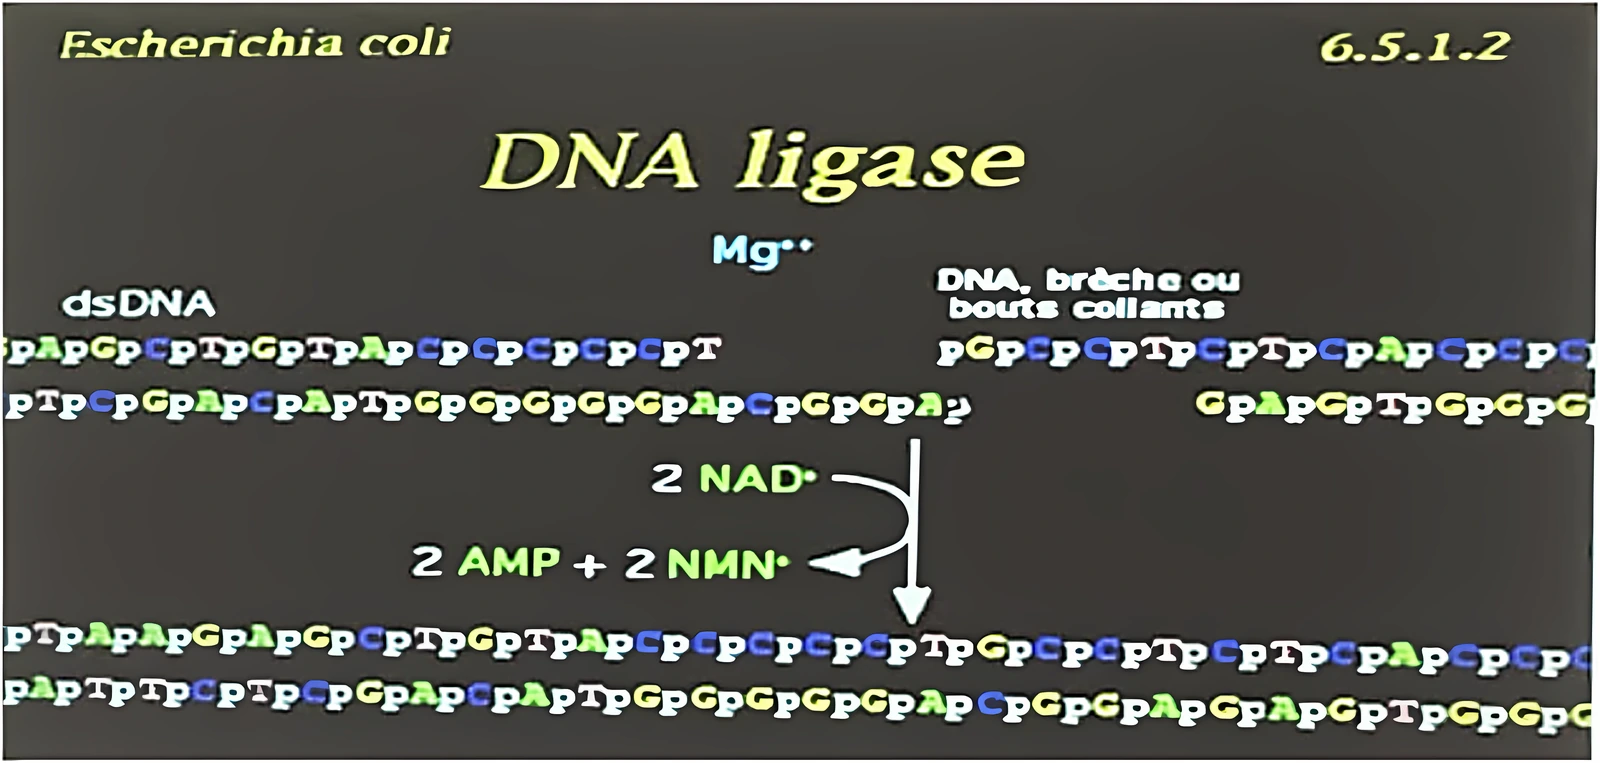 Escherichia coli
6.5.1.2
DNA ligase
Mg••
dsDNA
DNA, brèche ou
bouts collants
pApGpCpTpGpTpApCpCpCpCpCpT
pGpCpCpTpCpTpCpApCpCpC
pTpCpGpApCpApTpGpGpGpGpGpApCpGpGpAp
GpApGpTpGpGpG
2 NAD•
2 AMP + 2 NMN•
pTpApApGpApGpCpTpGpTpApCpCpCpCpCpTpGpCpCpTpCpTpCpApCpCpC
pApTpTpCpTpCpGpApCpApTpGpGpGpGpGpApCpGpGpApGpApGpTpGpGpG